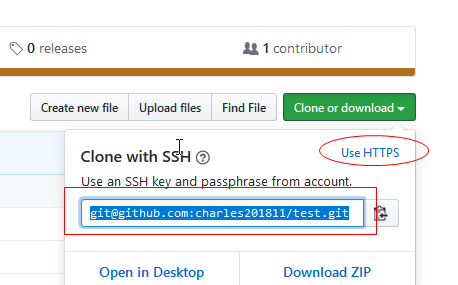 0 releases
1 contributor
Create new file
Upload files
Find File
Clone or download
Clone with SSH ?
Use HTTPS
Use an SSH key and passphrase from account.
git@github.com:charles201811/test.git
Open in Desktop
Download ZIP